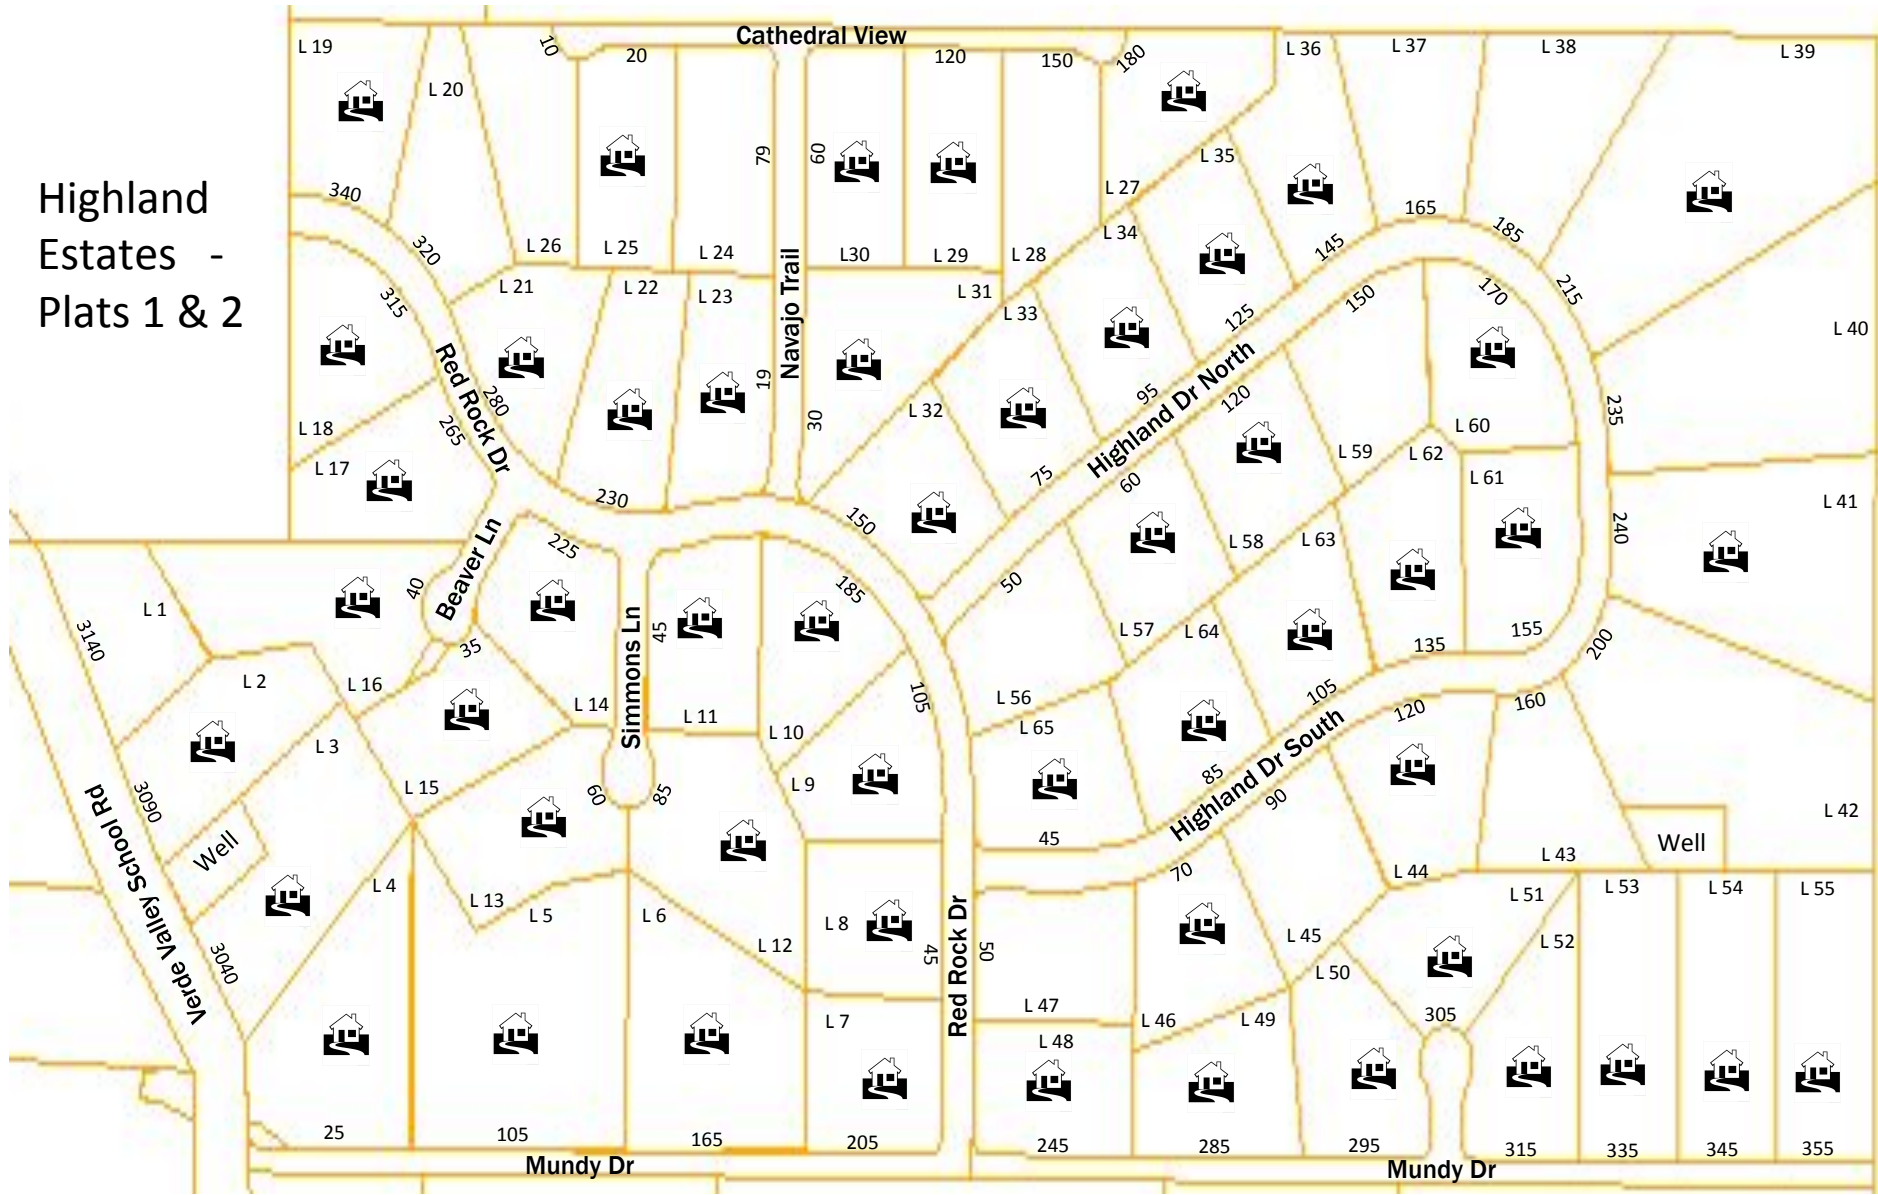 Highland
Estates -
Plats 1 & 2
Cathedral View
L 19
L 20
10
20
120
150
180
L 36
L 37
L 38
L 39
79
60
L 35
L 27
340
320
L 26
L 25
L 24
L30
L 29
L 28
L 34
145
165
185
315
L 21
L 22
L 23
Navajo Trail
L 31
L 33
125
150
170
215
L 40
Red Rock Dr
280
265
19
30
L 32
95
Highland Dr North
120
L 18
L 17
L 59
L 62
L 60
235
75
60
L 61
L 41
230
150
225
L 58
L 63
240
Beaver Ln
40
L 1
3140
35
Simmons Ln
45
185
50
L 57
L 64
135
155
200
L 2
L 16
L 14
L 11
L 10
105
L 56
L 65
105
120
160
L 3
L 15
60
85
L 9
85
Highland Dr South
90
L 42
3090
Verde Valley School Rd
Well
45
70
L 44
L 43
Well
L 4
L 13
L 5
L 6
L 12
L 8
45
Red Rock Dr
50
L 45
L 50
L 51
L 52
L 53
L 54
L 55
3040
L 7
L 47
L 48
L 46
L 49
305
25
105
165
205
245
285
295
315
335
345
355
Mundy Dr
Mundy Dr